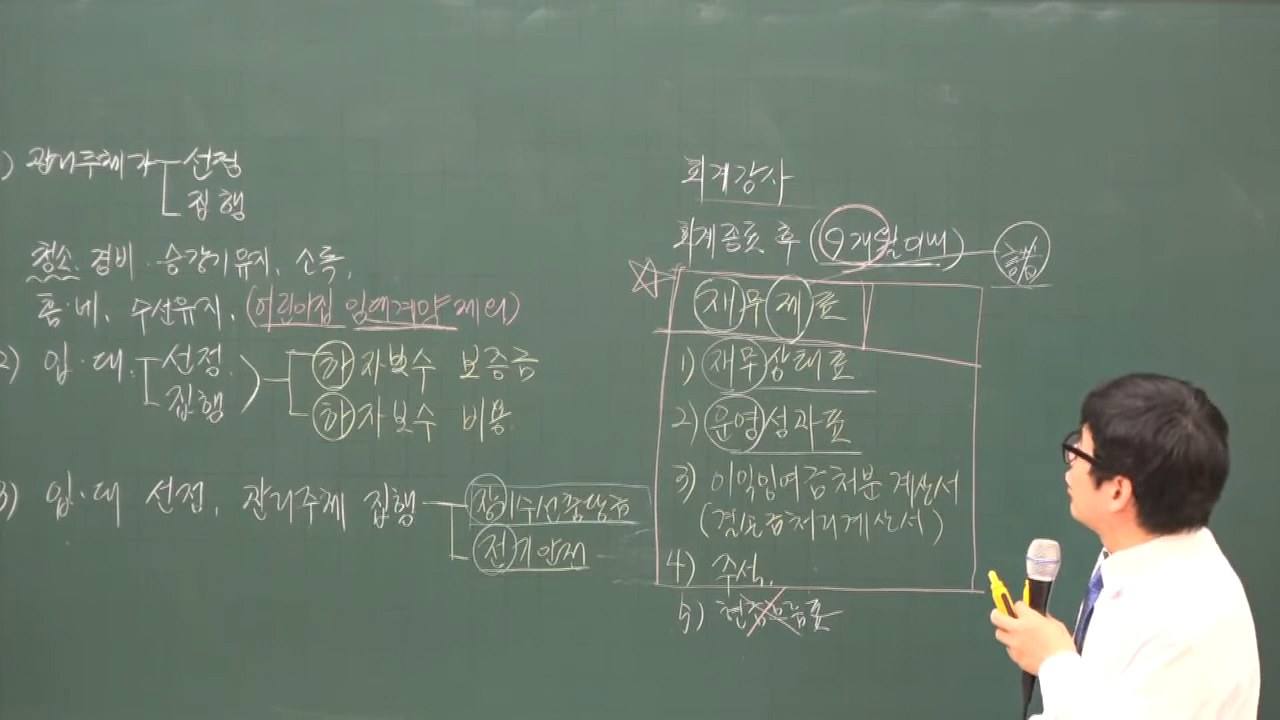 ) 관리주체가 선정
집행
청소. 경비. 승강기유지. 소독.
홈·네. 수선유지. (어린이집 임대계약 제외)
2) 입·대. 선정. 하자보수 보증금
집행 하자보수 비용
3) 입·대 선정, 관리주체 집행 장기수선충당금
전기안전
회계감사
회계종료 후 (9개월이내)
재무제표
1) 재무상태표
2) 운영성과표
3) 이익잉여금처분계산서
(결손금처리계산서)
4) 주석.
5) 현금흐름표